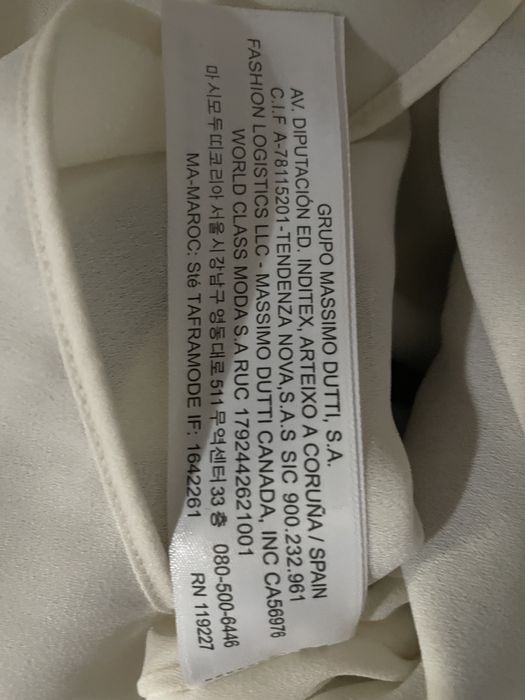 GRUPO MASSIMO DUTTI, S.A.
AV. DIPUTACIÓN ED. INDITEX, ARTEIXO A CORUÑA / SPAIN
C.I.F A-78115201-TENDENZA NOVA,S.A.S SIC 900.232.961
FASHION LOGISTICS LLC - MASSIMO DUTTI CANADA, INC CA56976
WORLD CLASS MODA S.A RUC 1792442621001
마시모두띠코리아 서울시 강남구 영동대로 511 무역센터 33 층 080-500-6446
MA-MAROC: Sté TAFRAMODE IF: 1642261
RN 119227